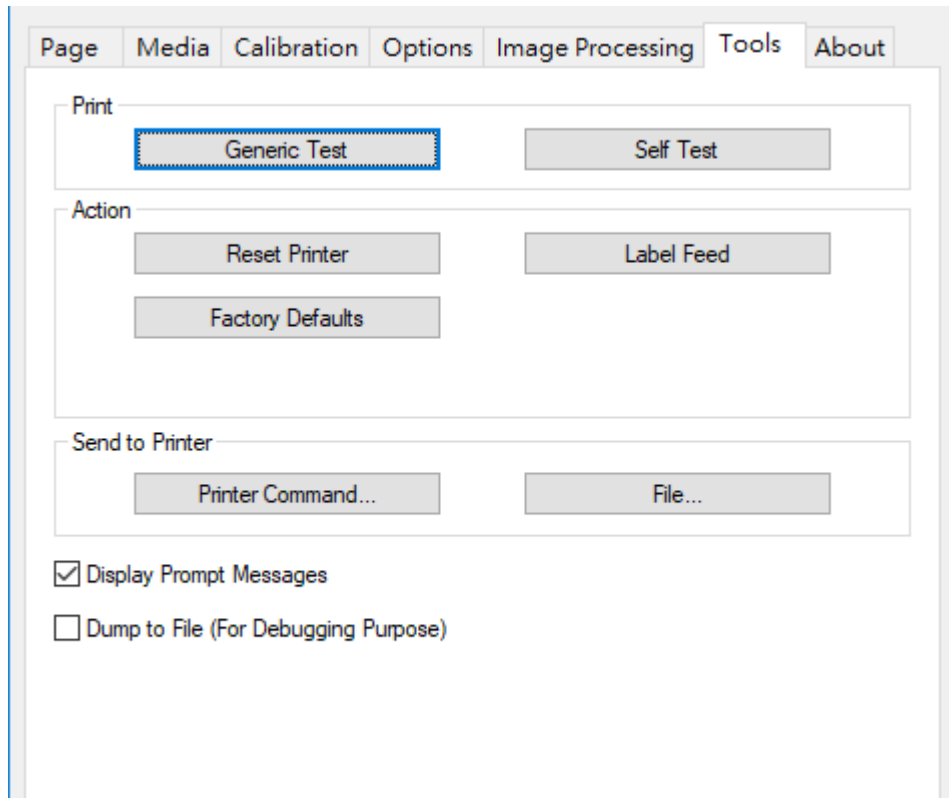 Page Media Calibration Options Image Processing Tools About
Print
Generic Test Self Test
Action
Reset Printer Label Feed
Factory Defaults
Send to Printer
Printer Command... File...
Display Prompt Messages
Dump to File (For Debugging Purpose)